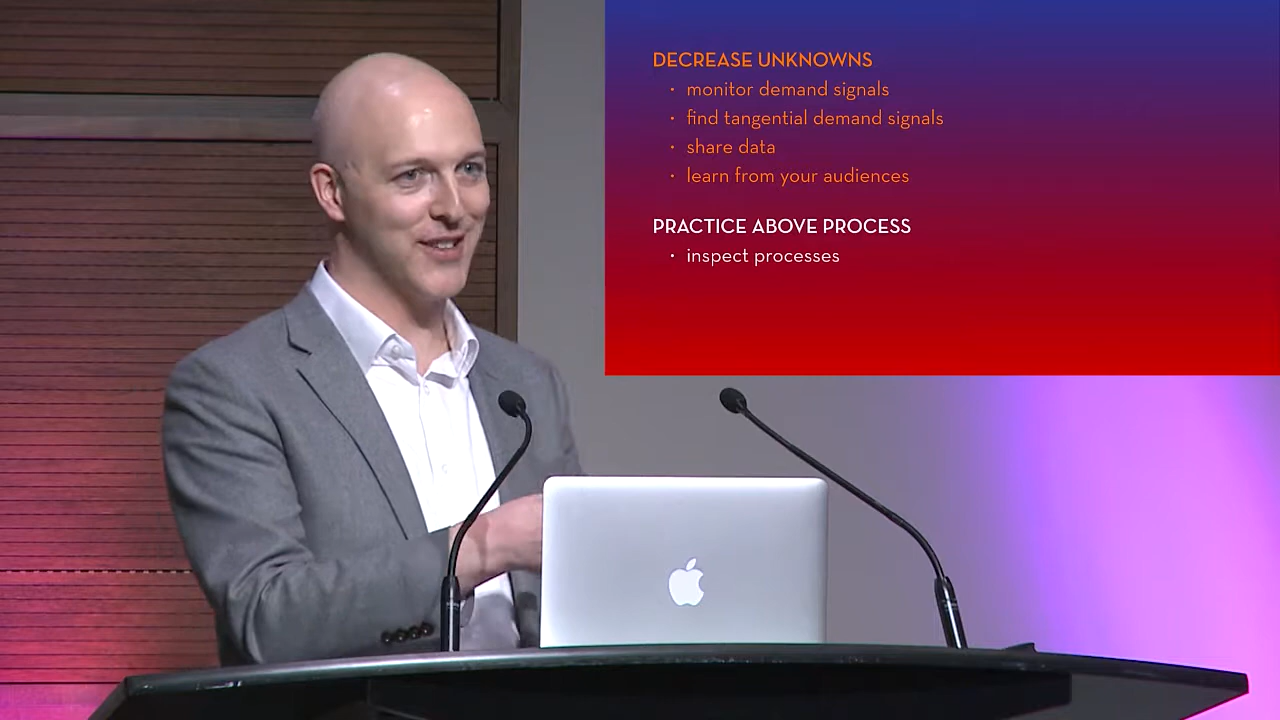 DECREASE UNKNOWNS
· monitor demand signals
· find tangential demand signals
· share data
· learn from your audiences
PRACTICE ABOVE PROCESS
· inspect processes